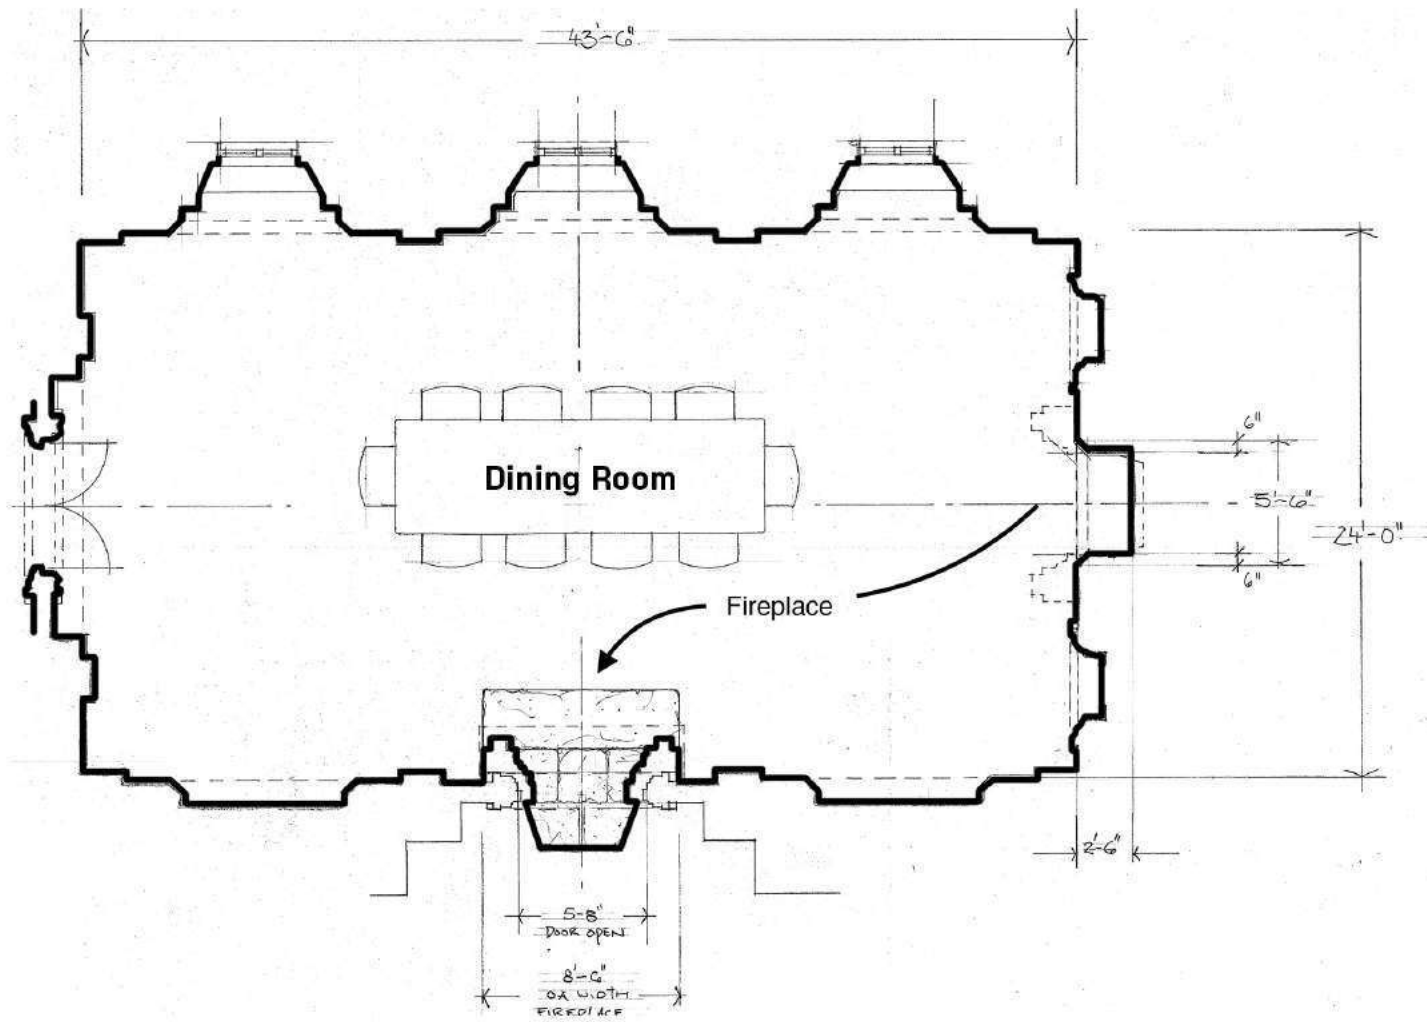 43'-6"
6"
5'-6"
24'-0"
6"
Dining Room
Fireplace
2'-6"
5-8"
DOOR OPEN
8'-6"
OA WIDTH
FIREPLACE